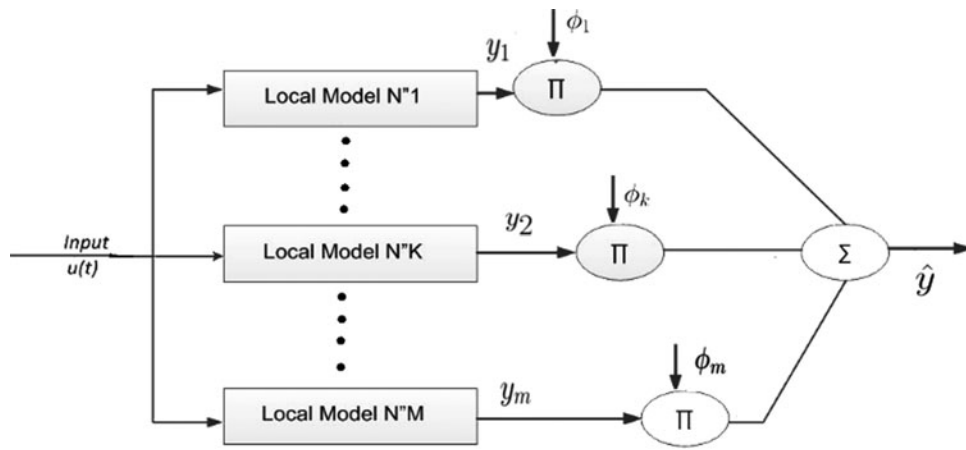 ϕ₁
y₁
Π
Local Model N"1
ϕₖ
y₂
Π
Local Model N"K
Input
u(t)
Σ
ŷ
ϕₘ
yₘ
Π
Local Model N"M